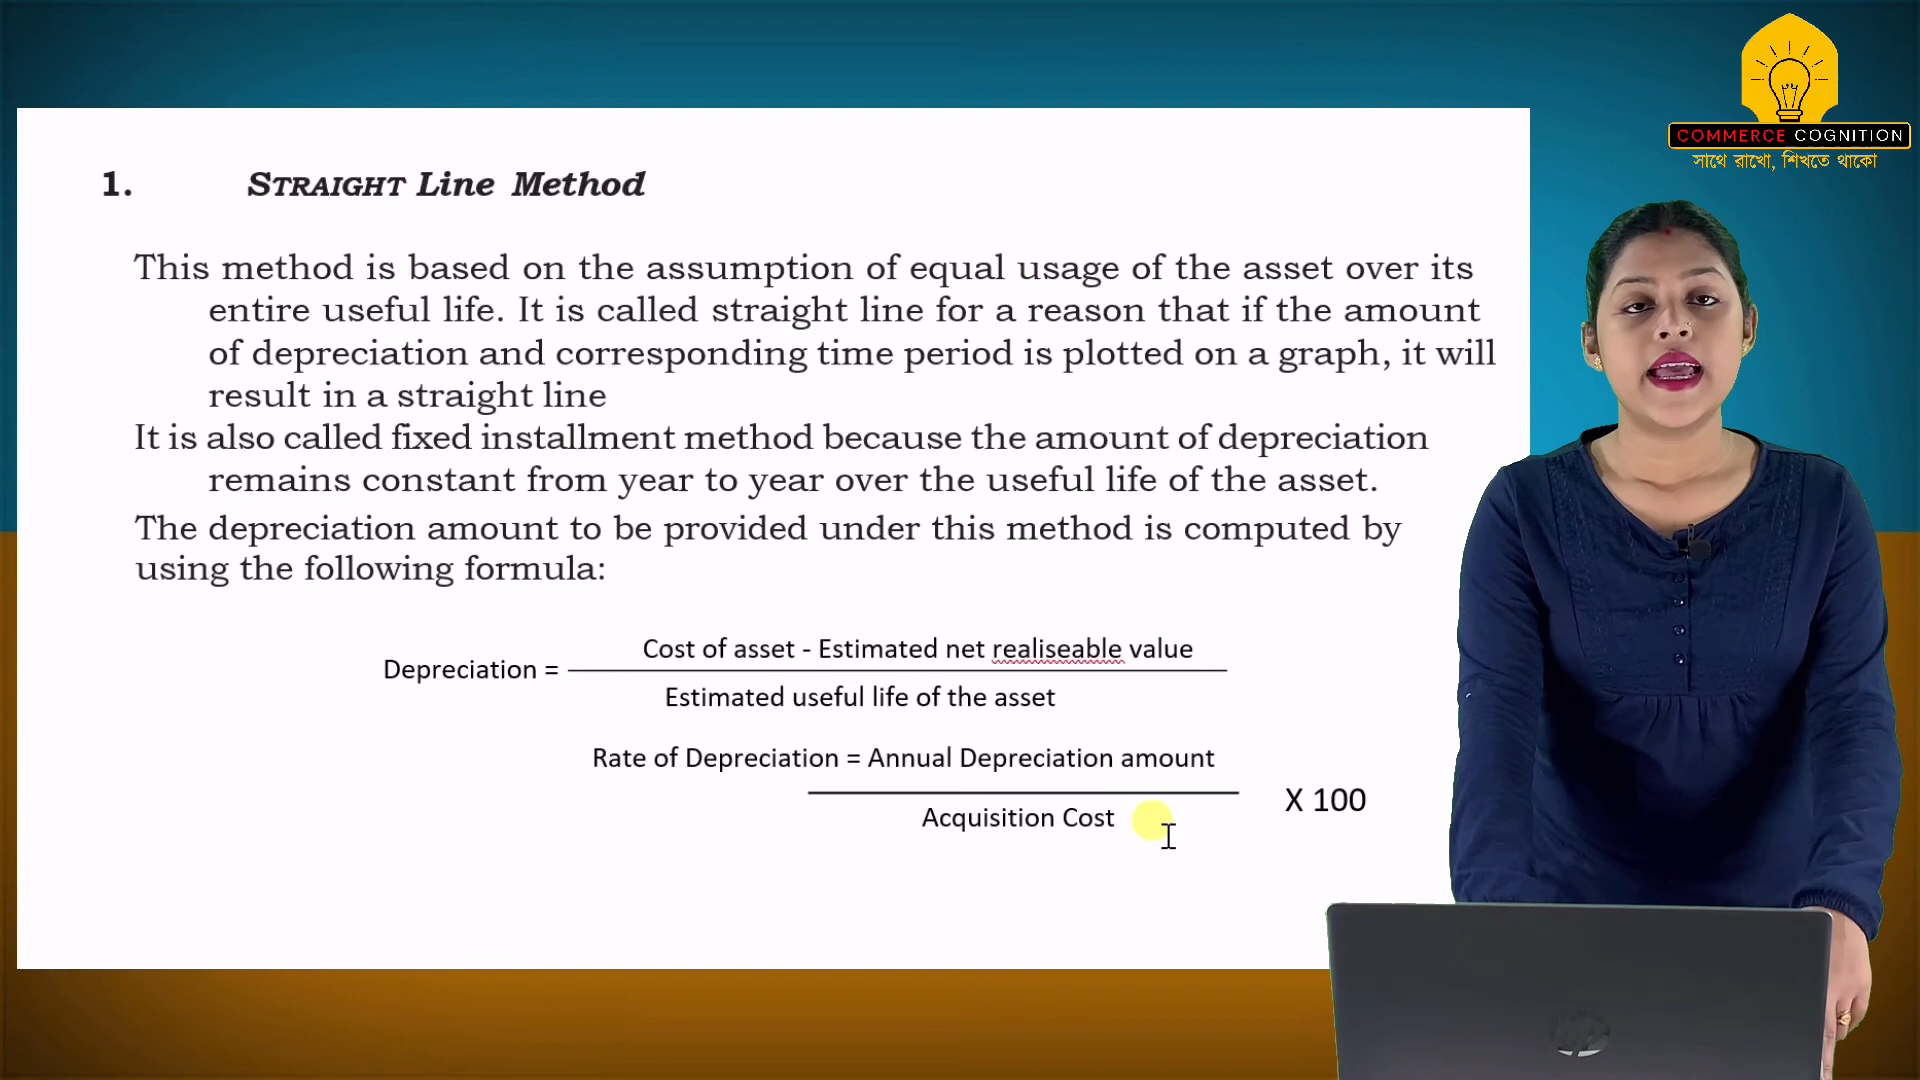 COMMERCE COGNITION
সাথে রাখো, শিখতে থাকো
1. STRAIGHT Line Method
This method is based on the assumption of equal usage of the asset over its
entire useful life. It is called straight line for a reason that if the amount
of depreciation and corresponding time period is plotted on a graph, it will
result in a straight line
It is also called fixed installment method because the amount of depreciation
remains constant from year to year over the useful life of the asset.
The depreciation amount to be provided under this method is computed by
using the following formula:
Cost of asset - Estimated net realiseable value
Depreciation =
Estimated useful life of the asset
Rate of Depreciation = Annual Depreciation amount
X 100
Acquisition Cost
hp